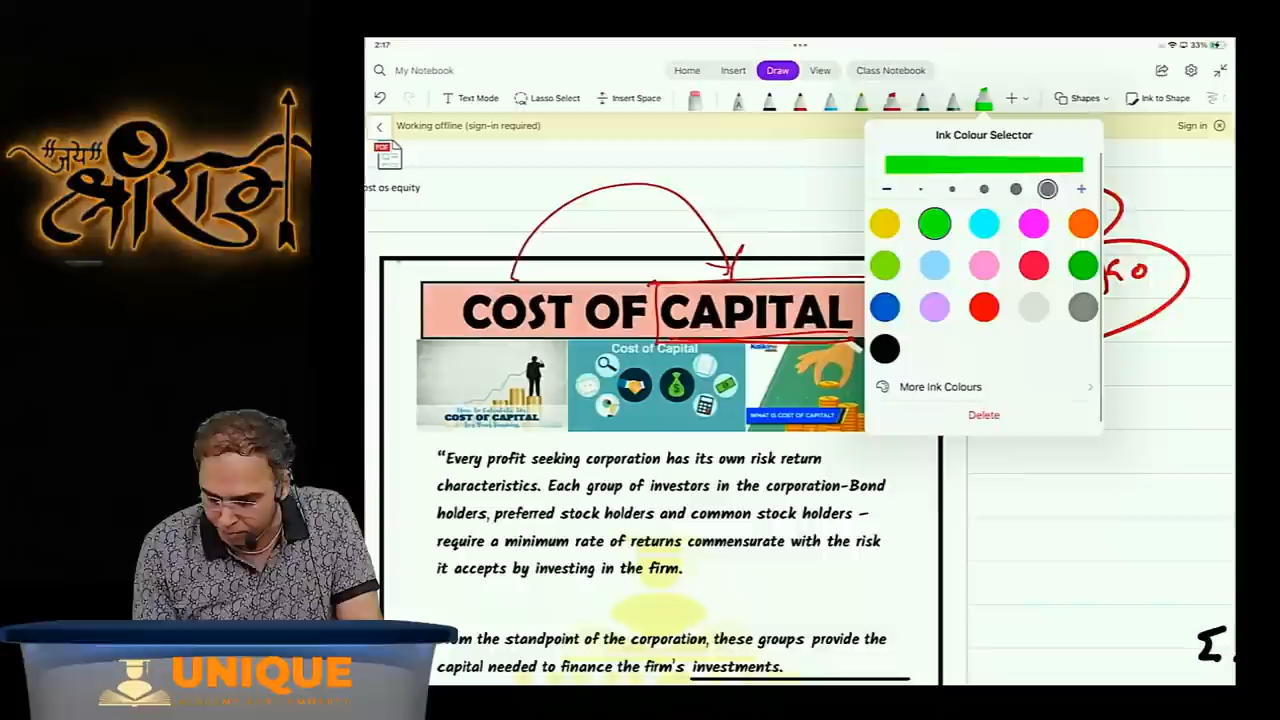 2:17
33%
My Notebook
Home Insert Draw View Class Notebook
Text Mode Lasso Select Insert Space Shapes Ink to Shape
Working offline (sign-in required) Sign in
Ink Colour Selector
PDF
ost os equity
"जय"
श्रीराम
Ko
COST OF CAPITAL
Cost of Capital
COST OF CAPITAL
WHAT IS COST OF CAPITAL?
More Ink Colours
Delete
“Every profit seeking corporation has its own risk return
characteristics. Each group of investors in the corporation-Bond
holders, preferred stock holders and common stock holders –
require a minimum rate of returns commensurate with the risk
it accepts by investing in the firm.
om the standpoint of the corporation, these groups provide the
capital needed to finance the firm's investments.
Σ
UNIQUE